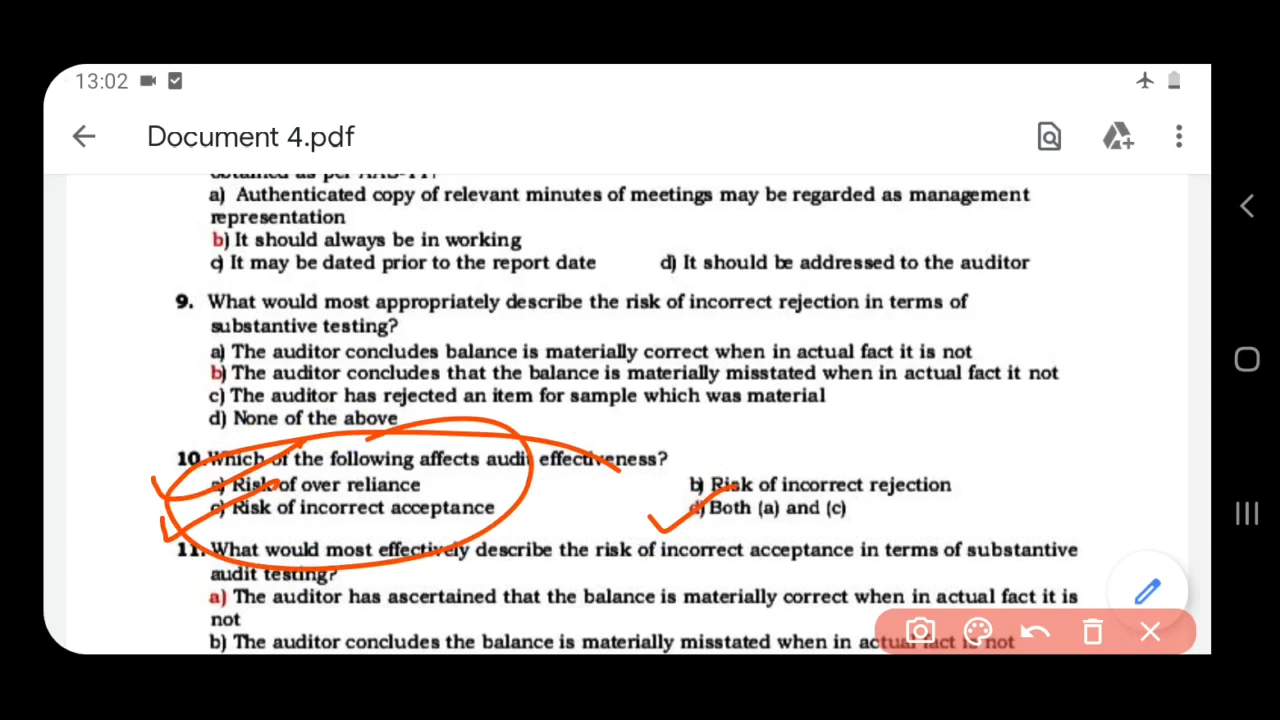 13:02
Document 4.pdf
obtained as per AAS-11?
a) Authenticated copy of relevant minutes of meetings may be regarded as management
representation
b) It should always be in working
c) It may be dated prior to the report date d) It should be addressed to the auditor
9. What would most appropriately describe the risk of incorrect rejection in terms of
substantive testing?
a) The auditor concludes balance is materially correct when in actual fact it is not
b) The auditor concludes that the balance is materially misstated when in actual fact it not
c) The auditor has rejected an item for sample which was material
d) None of the above
10. Which of the following affects audit effectiveness?
a) Risk of over reliance b) Risk of incorrect rejection
c) Risk of incorrect acceptance d) Both (a) and (c)
11. What would most effectively describe the risk of incorrect acceptance in terms of substantive
audit testing?
a) The auditor has ascertained that the balance is materially correct when in actual fact it is
not
b) The auditor concludes the balance is materially misstated when in actual fact is not